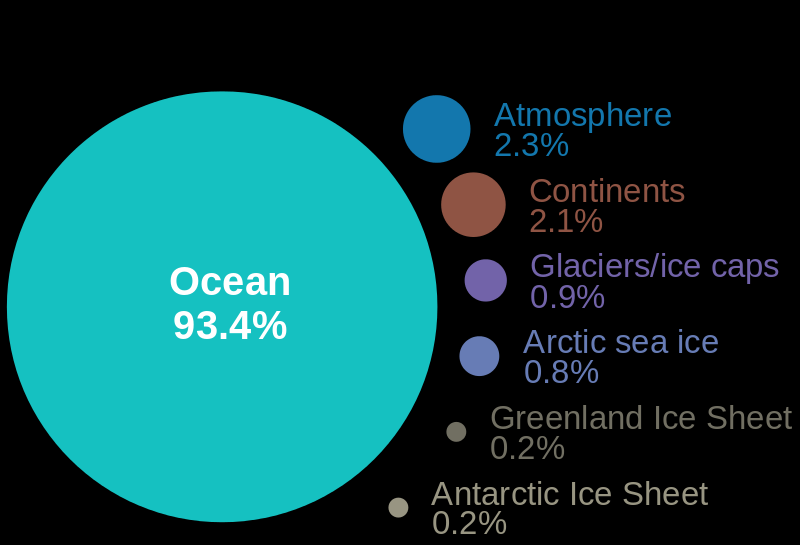 Ocean
93.4%
Atmosphere
2.3%
Continents
2.1%
Glaciers/ice caps
0.9%
Arctic sea ice
0.8%
Greenland Ice Sheet
0.2%
Antarctic Ice Sheet
0.2%